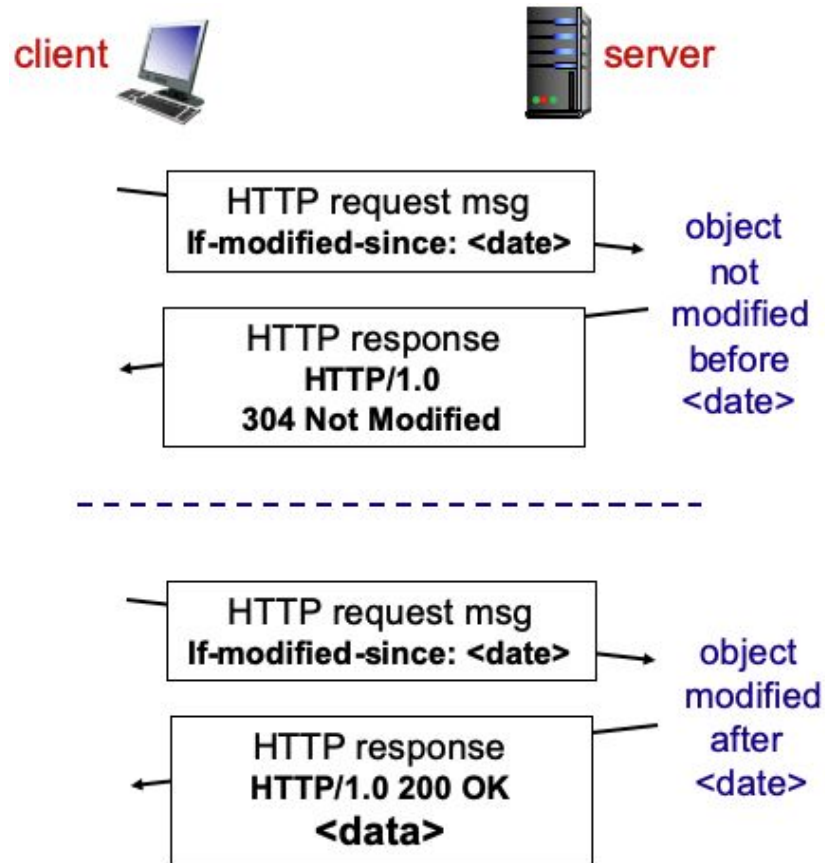 client
server
HTTP request msg
If-modified-since: <date>
object
not
modified
before
<date>
HTTP response
HTTP/1.0
304 Not Modified
HTTP request msg
If-modified-since: <date>
object
modified
after
<date>
HTTP response
HTTP/1.0 200 OK
<data>